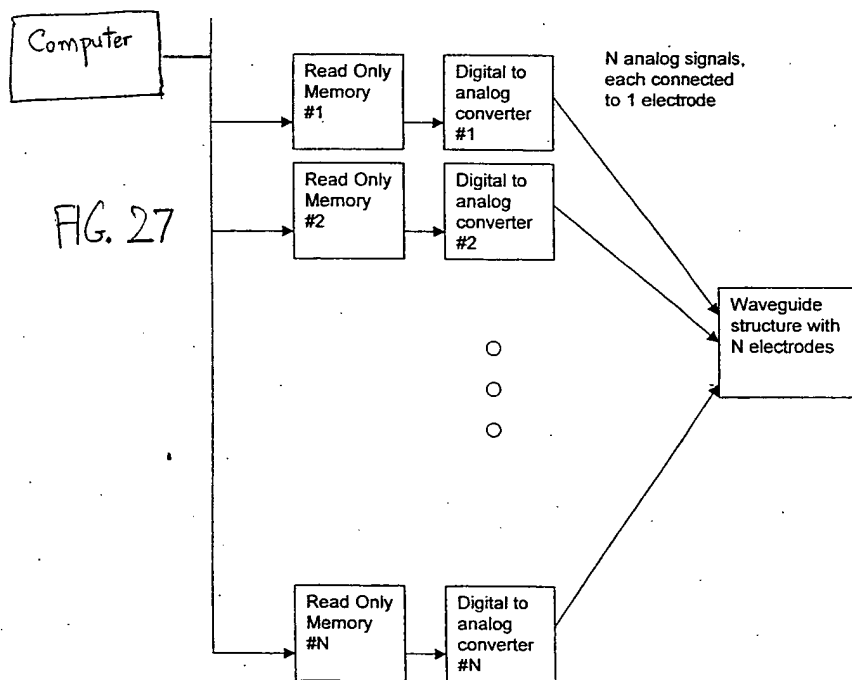 Computer
Read Only
Memory
#1
Digital to
analog
converter
#1
N analog signals,
each connected
to 1 electrode
FIG. 27
Read Only
Memory
#2
Digital to
analog
converter
#2
Waveguide
structure with
N electrodes
Read Only
Memory
#N
Digital to
analog
converter
#N